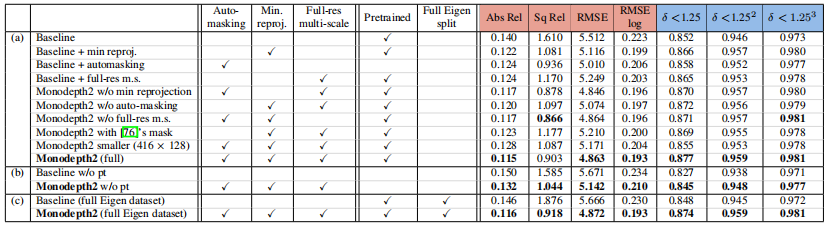 Auto-masking Min. reproj. Full-res multi-scale Pretrained Full Eigen split Abs Rel Sq Rel RMSE RMSE log δ < 1.25 δ < 1.25² δ < 1.25³
(a) Baseline ✓ 0.140 1.610 5.512 0.223 0.852 0.946 0.973
Baseline + min reproj. ✓ ✓ 0.122 1.081 5.116 0.199 0.866 0.957 0.980
Baseline + automasking ✓ ✓ 0.124 0.936 5.010 0.206 0.858 0.952 0.977
Baseline + full-res m.s. ✓ ✓ 0.124 1.170 5.249 0.203 0.865 0.953 0.978
Monodepth2 w/o min reprojection ✓ ✓ ✓ 0.117 0.878 4.846 0.196 0.870 0.957 0.980
Monodepth2 w/o auto-masking ✓ ✓ ✓ 0.120 1.097 5.074 0.197 0.872 0.956 0.979
Monodepth2 w/o full-res m.s. ✓ ✓ ✓ 0.117 0.866 4.864 0.196 0.871 0.957 0.981
Monodepth2 with [76]'s mask ✓ ✓ ✓ 0.123 1.177 5.210 0.200 0.869 0.955 0.978
Monodepth2 smaller (416 × 128) ✓ ✓ ✓ ✓ 0.128 1.087 5.171 0.204 0.855 0.953 0.978
Monodepth2 (full) ✓ ✓ ✓ ✓ 0.115 0.903 4.863 0.193 0.877 0.959 0.981
(b) Baseline w/o pt 0.150 1.585 5.671 0.234 0.827 0.938 0.971
Monodepth2 w/o pt ✓ ✓ ✓ 0.132 1.044 5.142 0.210 0.845 0.948 0.977
(c) Baseline (full Eigen dataset) ✓ ✓ 0.146 1.876 5.666 0.230 0.848 0.945 0.972
Monodepth2 (full Eigen dataset) ✓ ✓ ✓ ✓ ✓ 0.116 0.918 4.872 0.193 0.874 0.959 0.981